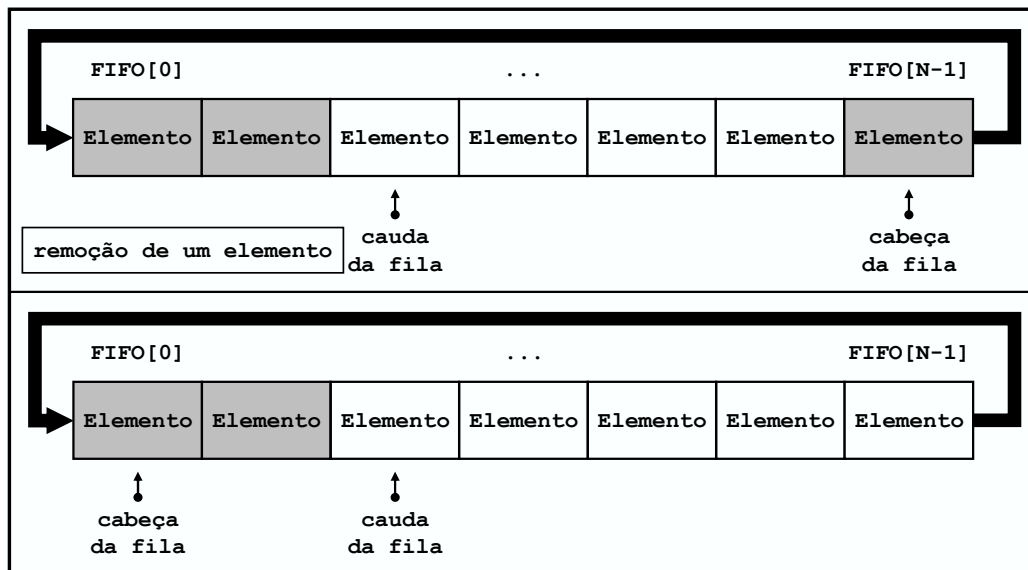 FIFO[0] ... FIFO[N-1]
Elemento Elemento Elemento Elemento Elemento Elemento Elemento
remoção de um elemento
cauda
da fila
cabeça
da fila
FIFO[0] ... FIFO[N-1]
Elemento Elemento Elemento Elemento Elemento Elemento Elemento
cabeça
da fila
cauda
da fila